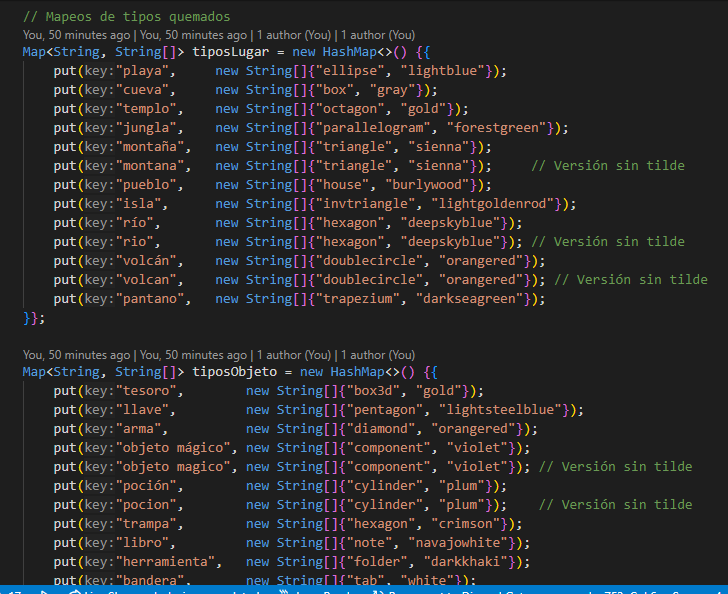 // Mapeos de tipos quemados
You, 50 minutes ago | You, 50 minutes ago | 1 author (You) | 1 author (You)
Map<String, String[]> tiposLugar = new HashMap<>() {{
put(key:"playa", new String[]{"ellipse", "lightblue"});
put(key:"cueva", new String[]{"box", "gray"});
put(key:"templo", new String[]{"octagon", "gold"});
put(key:"jungla", new String[]{"parallelogram", "forestgreen"});
put(key:"montaña", new String[]{"triangle", "sienna"});
put(key:"montana", new String[]{"triangle", "sienna"}); // Versión sin tilde
put(key:"pueblo", new String[]{"house", "burlywood"});
put(key:"isla", new String[]{"invtriangle", "lightgoldenrod"});
put(key:"río", new String[]{"hexagon", "deepskyblue"});
put(key:"rio", new String[]{"hexagon", "deepskyblue"}); // Versión sin tilde
put(key:"volcán", new String[]{"doublecircle", "orangered"});
put(key:"volcan", new String[]{"doublecircle", "orangered"}); // Versión sin tilde
put(key:"pantano", new String[]{"trapezium", "darkseagreen"});
}};
You, 50 minutes ago | You, 50 minutes ago | 1 author (You) | 1 author (You)
Map<String, String[]> tiposObjeto = new HashMap<>() {{
put(key:"tesoro", new String[]{"box3d", "gold"});
put(key:"llave", new String[]{"pentagon", "lightsteelblue"});
put(key:"arma", new String[]{"diamond", "orangered"});
put(key:"objeto mágico", new String[]{"component", "violet"});
put(key:"objeto magico", new String[]{"component", "violet"}); // Versión sin tilde
put(key:"poción", new String[]{"cylinder", "plum"});
put(key:"pocion", new String[]{"cylinder", "plum"}); // Versión sin tilde
put(key:"trampa", new String[]{"hexagon", "crimson"});
put(key:"libro", new String[]{"note", "navajowhite"});
put(key:"herramienta", new String[]{"folder", "darkkhaki"});
put(key:"bandera", new String[]{"tab", "white"});